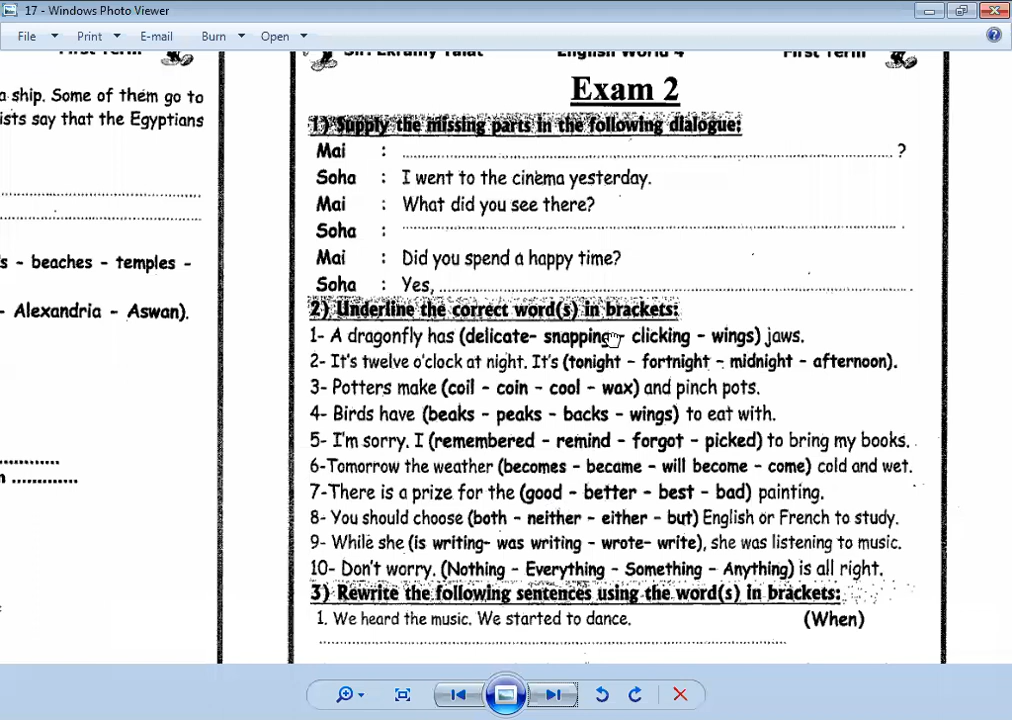 17 - Windows Photo Viewer
File Print E-mail Burn Open
First Term
a ship. Some of them go to
ists say that the Egyptians
s - beaches - temples -
- Alexandria - Aswan).
Sir. Ekramy Talat English World 4 First Term
Exam 2
1) Supply the missing parts in the following dialogue:
Mai : ?
Soha : I went to the cinema yesterday.
Mai : What did you see there?
Soha : .
Mai : Did you spend a happy time?
Soha : Yes, .
2) Underline the correct word(s) in brackets:
1- A dragonfly has (delicate- snapping - clicking - wings) jaws.
2- It's twelve o'clock at night. It's (tonight - fortnight - midnight - afternoon).
3- Potters make (coil - coin - cool - wax) and pinch pots.
4- Birds have (beaks - peaks - backs - wings) to eat with.
5- I'm sorry. I (remembered - remind - forgot - picked) to bring my books.
6-Tomorrow the weather (becomes - became - will become - come) cold and wet.
7-There is a prize for the (good - better - best - bad) painting.
8- You should choose (both - neither - either - but) English or French to study.
9- While she (is writing- was writing - wrote- write), she was listening to music.
10- Don't worry. (Nothing - Everything - Something - Anything) is all right.
3) Rewrite the following sentences using the word(s) in brackets:
1. We heard the music. We started to dance. (When)